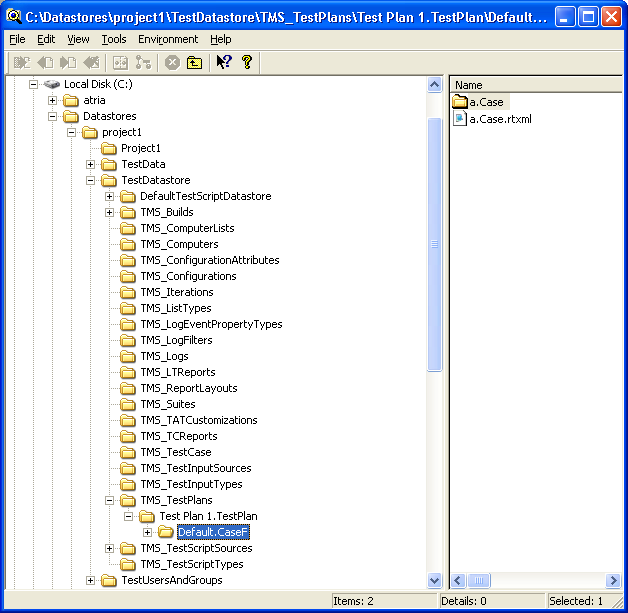 C:\Datastores\project1\TestDatastore\TMS_TestPlans\Test Plan 1.TestPlan\Default...
File Edit View Tools Environment Help
Local Disk (C:)
atria
Datastores
project1
Project1
TestData
TestDatastore
DefaultTestScriptDatastore
TMS_Builds
TMS_ComputerLists
TMS_Computers
TMS_ConfigurationAttributes
TMS_Configurations
TMS_Iterations
TMS_ListTypes
TMS_LogEventPropertyTypes
TMS_LogFilters
TMS_Logs
TMS_LTReports
TMS_ReportLayouts
TMS_Suites
TMS_TATCustomizations
TMS_TCReports
TMS_TestCase
TMS_TestInputSources
TMS_TestInputTypes
TMS_TestPlans
Test Plan 1.TestPlan
Default.CaseF
TMS_TestScriptSources
TMS_TestScriptTypes
TestUsersAndGroups
Name
a.Case
a.Case.rtxml
Items: 2 Details: 0 Selected: 1